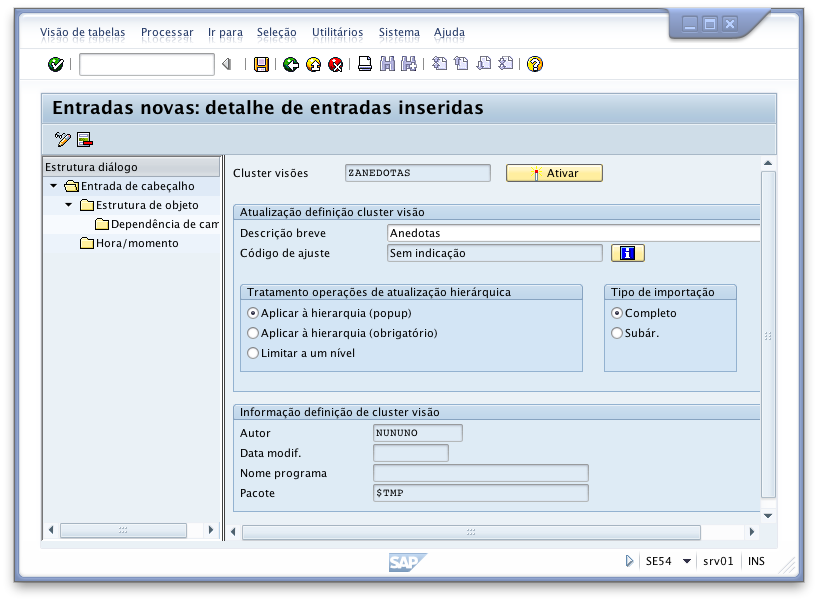 Visão de tabelas Processar Ir para Seleção Utilitários Sistema Ajuda
Entradas novas: detalhe de entradas inseridas
Estrutura diálogo
Entrada de cabeçalho
Estrutura de objeto
Dependência de cam
Hora/momento
Cluster visões ZANEDOTAS Ativar
Atualização definição cluster visão
Descrição breve Anedotas
Código de ajuste Sem indicação
Tratamento operações de atualização hierárquica
Aplicar à hierarquia (popup)
Aplicar à hierarquia (obrigatório)
Limitar a um nível
Tipo de importação
Completo
Subár.
Informação definição de cluster visão
Autor NUNUNO
Data modif.
Nome programa
Pacote $TMP
SAP SE54 srv01 INS